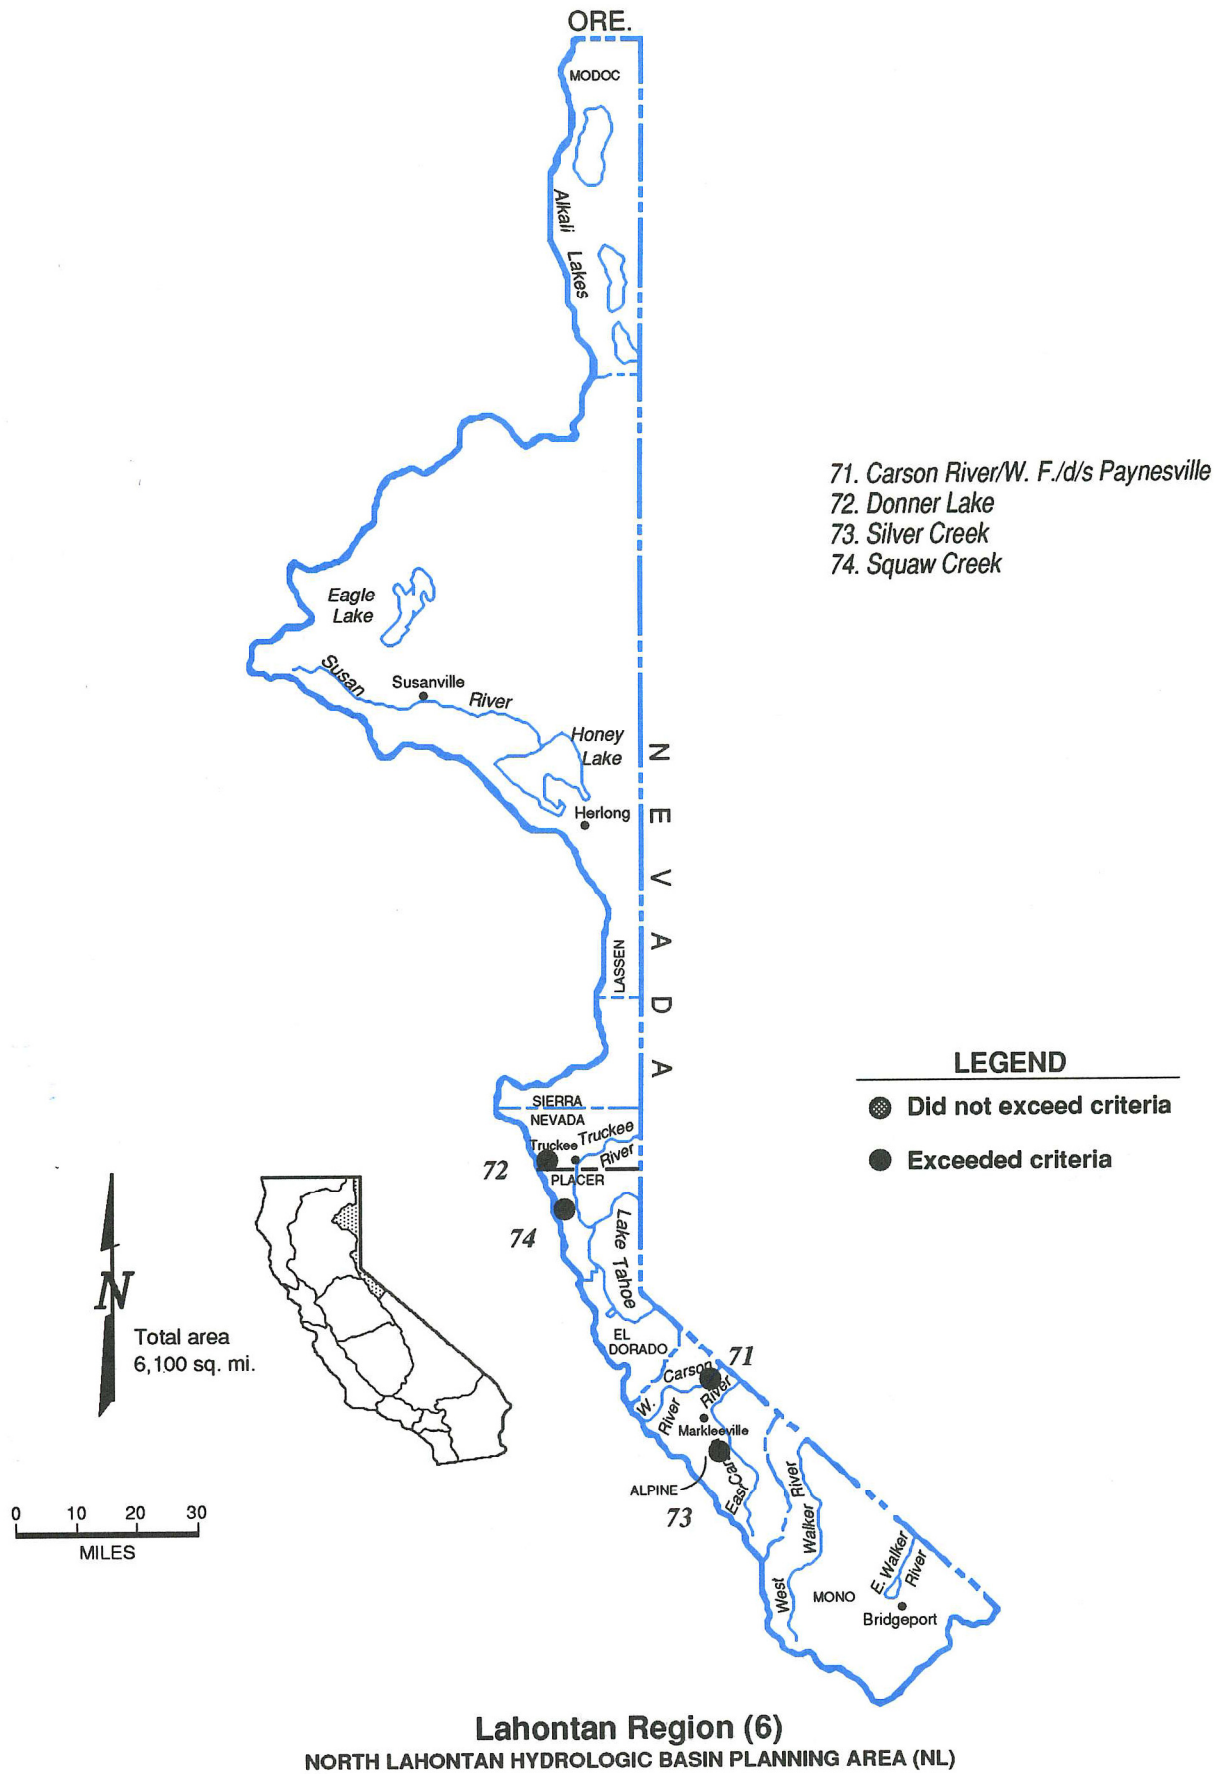 ORE.
MODOC
Alkali
Lakes
71. Carson River/W. F./d/s Paynesville
72. Donner Lake
73. Silver Creek
74. Squaw Creek
Eagle
Lake
Susan
River
Susanville
Honey
Lake
Herlong
NEVADA
LASSEN
LEGEND
Did not exceed criteria
Exceeded criteria
SIERRA
NEVADA
Truckee
Truckee
River
72
PLACER
74
Lake Tahoe
N
Total area
6,100 sq. mi.
EL
DORADO
71
Carson
River
W.
River
Markleeville
ALPINE
East Car
73
0 10 20 30
MILES
West
Walker
River
E. Walker
River
MONO
Bridgeport
Lahontan Region (6)
NORTH LAHONTAN HYDROLOGIC BASIN PLANNING AREA (NL)